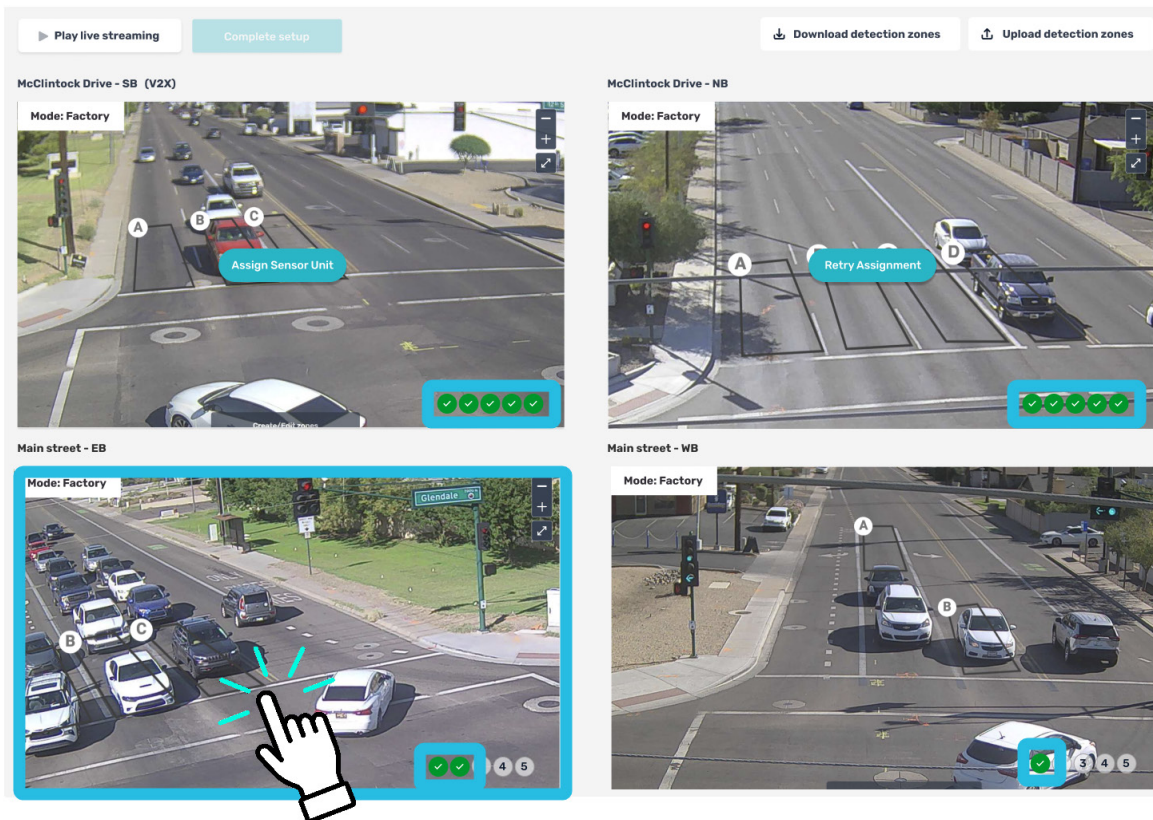 Play live streaming
Complete setup
Download detection zones
Upload detection zones
McClintock Drive - SB (V2X)
McClintock Drive - NB
Mode: Factory
Mode: Factory
A
B
C
Assign Sensor Unit
A
D
Retry Assignment
Create/Edit zones
Main street - EB
Main street - WB
Mode: Factory
Mode: Factory
Glendale
B
C
A
B
4 5
3 4 5